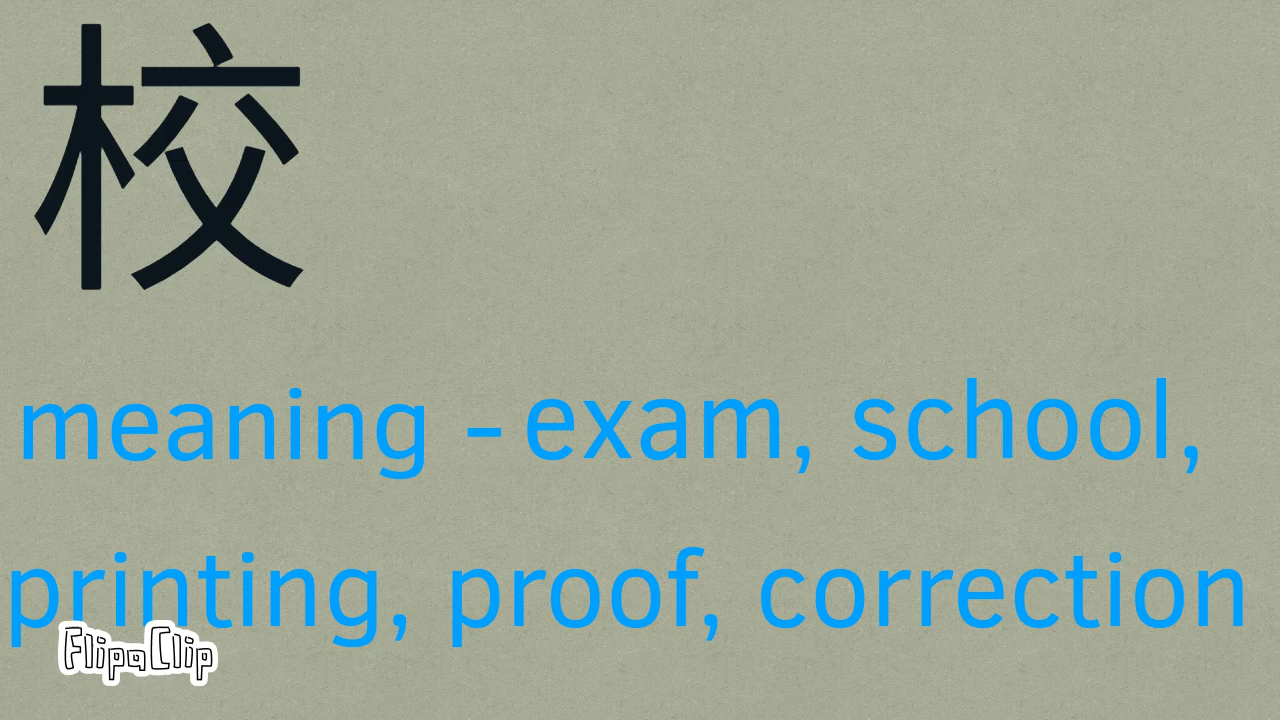 校
meaning - exam, school,
printing, proof, correction
FlipaClip